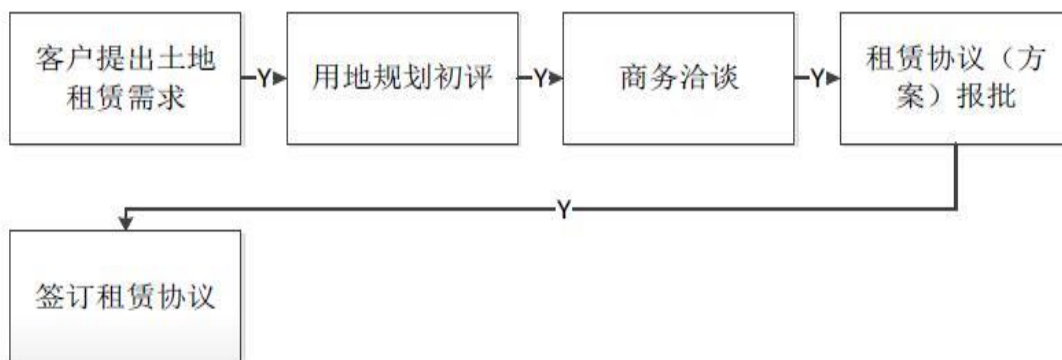 客户提出土地
租赁需求
Y
用地规划初评
Y
商务洽谈
Y
租赁协议（方
案）报批
Y
签订租赁协议